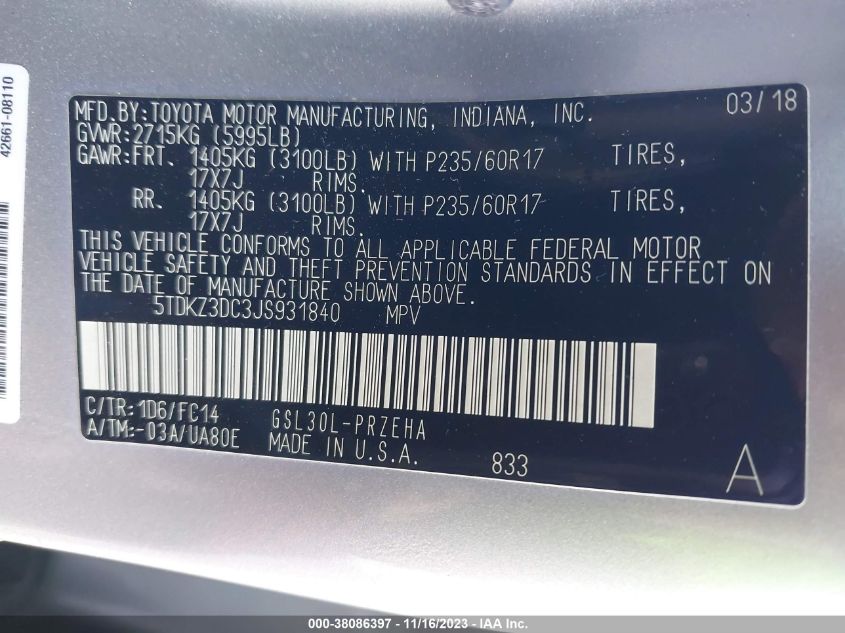 42661-08110
MFD.BY:TOYOTA MOTOR MANUFACTURING, INDIANA, INC. 03/18
GVWR:2715KG (5995LB)
GAWR:FRT. 1405KG (3100LB) WITH P235/60R17 TIRES,
17X7J RIMS.
RR. 1405KG (3100LB) WITH P235/60R17 TIRES,
17X7J RIMS.
THIS VEHICLE CONFORMS TO ALL APPLICABLE FEDERAL MOTOR
VEHICLE SAFETY AND THEFT PREVENTION STANDARDS IN EFFECT ON
THE DATE OF MANUFACTURE SHOWN ABOVE.
5TDKZ3DC3JS931840 MPV
C/TR:1D6/FC14 GSL30L-PRZEHA
A/TM:-03A/UA80E MADE IN U.S.A. 833 A
000-38086397 - 11/16/2023 - IAA Inc.